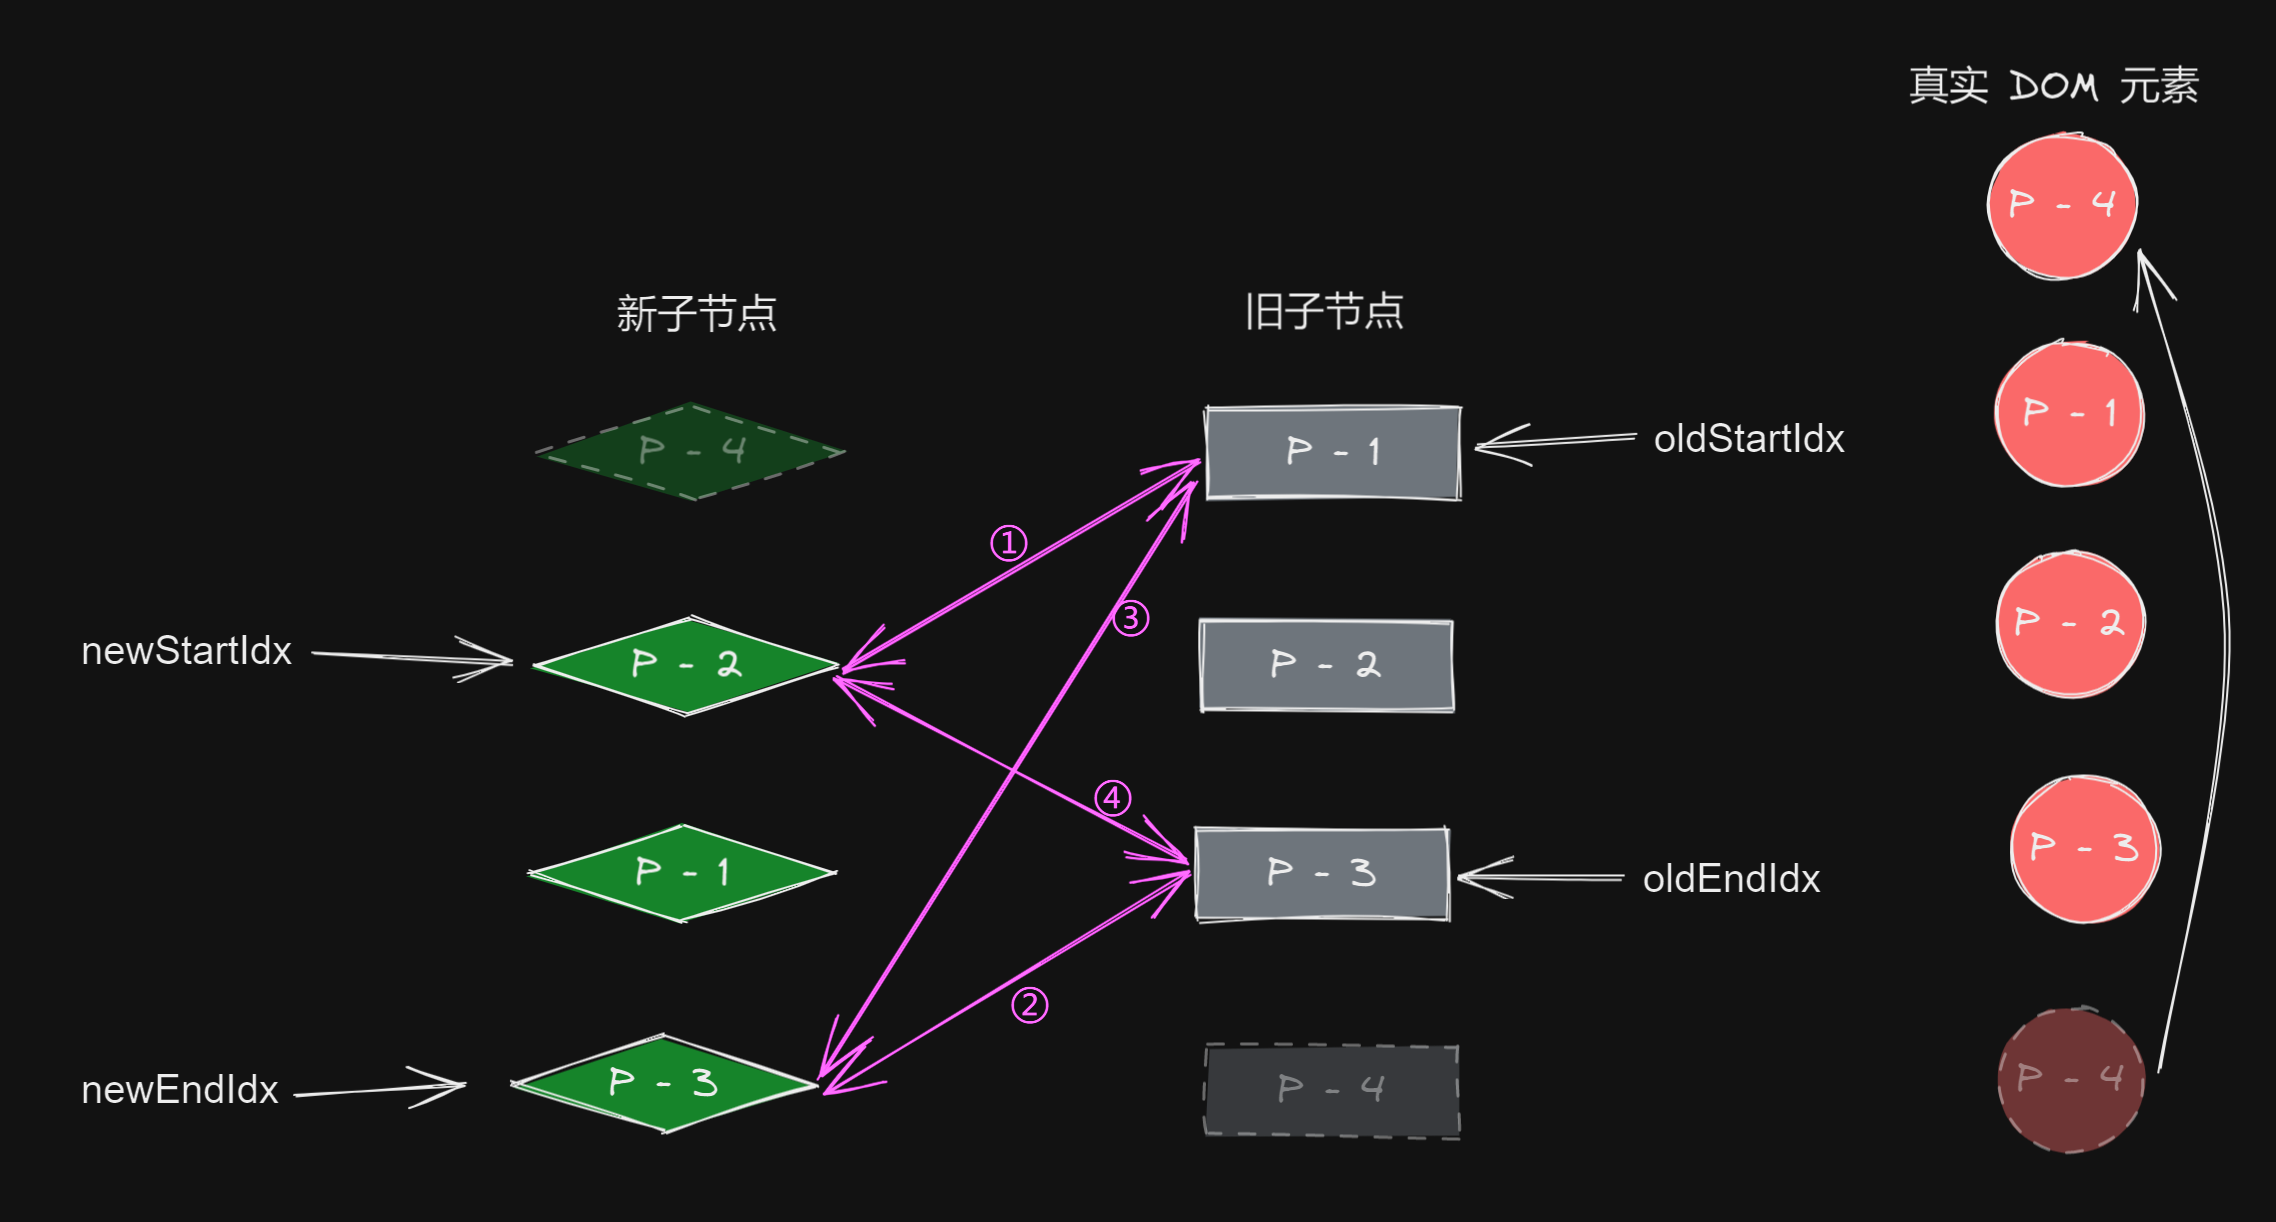 真实 DOM 元素
P - 4
新子节点
旧子节点
P - 4
P - 1
oldStartIdx
P - 1
①
③
newStartIdx
P - 2
P - 2
P - 2
④
P - 1
P - 3
oldEndIdx
P - 3
②
newEndIdx
P - 3
P - 4
P - 4